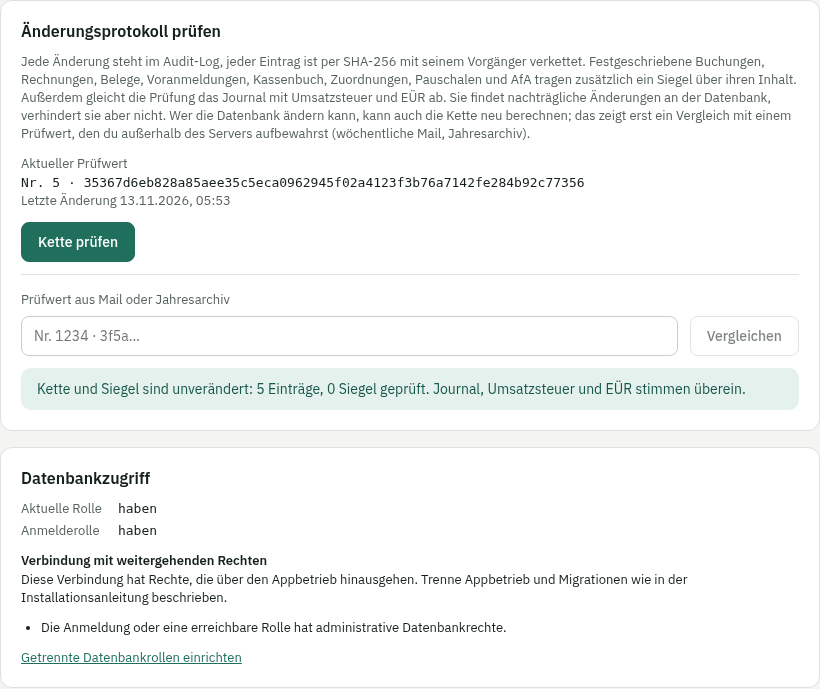 Änderungsprotokoll prüfen
Jede Änderung steht im Audit-Log, jeder Eintrag ist per SHA-256 mit seinem Vorgänger verkettet. Festgeschriebene Buchungen,
Rechnungen, Belege, Voranmeldungen, Kassenbuch, Zuordnungen, Pauschalen und AfA tragen zusätzlich ein Siegel über ihren Inhalt.
Außerdem gleicht die Prüfung das Journal mit Umsatzsteuer und EÜR ab. Sie findet nachträgliche Änderungen an der Datenbank,
verhindert sie aber nicht. Wer die Datenbank ändern kann, kann auch die Kette neu berechnen; das zeigt erst ein Vergleich mit einem
Prüfwert, den du außerhalb des Servers aufbewahrst (wöchentliche Mail, Jahresarchiv).
Aktueller Prüfwert
Nr. 5 · 35367d6eb828a85aee35c5eca0962945f02a4123f3b76a7142fe284b92c77356
Letzte Änderung 13.11.2026, 05:53
Kette prüfen
Prüfwert aus Mail oder Jahresarchiv
Nr. 1234 · 3f5a…
Vergleichen
Kette und Siegel sind unverändert: 5 Einträge, 0 Siegel geprüft. Journal, Umsatzsteuer und EÜR stimmen überein.
Datenbankzugriff
Aktuelle Rolle haben
Anmelderolle haben
Verbindung mit weitergehenden Rechten
Diese Verbindung hat Rechte, die über den Appbetrieb hinausgehen. Trenne Appbetrieb und Migrationen wie in der
Installationsanleitung beschrieben.
• Die Anmeldung oder eine erreichbare Rolle hat administrative Datenbankrechte.
Getrennte Datenbankrollen einrichten